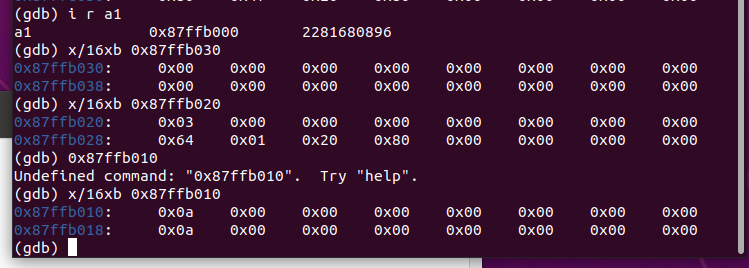 (gdb) i r a1
a1 0x87ffb000 2281680896
(gdb) x/16xb 0x87ffb030
0x87ffb030: 0x00 0x00 0x00 0x00 0x00 0x00 0x00 0x00
0x87ffb038: 0x00 0x00 0x00 0x00 0x00 0x00 0x00 0x00
(gdb) x/16xb 0x87ffb020
0x87ffb020: 0x03 0x00 0x00 0x00 0x00 0x00 0x00 0x00
0x87ffb028: 0x64 0x01 0x20 0x80 0x00 0x00 0x00 0x00
(gdb) 0x87ffb010
Undefined command: "0x87ffb010". Try "help".
(gdb) x/16xb 0x87ffb010
0x87ffb010: 0x0a 0x00 0x00 0x00 0x00 0x00 0x00 0x00
0x87ffb018: 0x0a 0x00 0x00 0x00 0x00 0x00 0x00 0x00
(gdb)